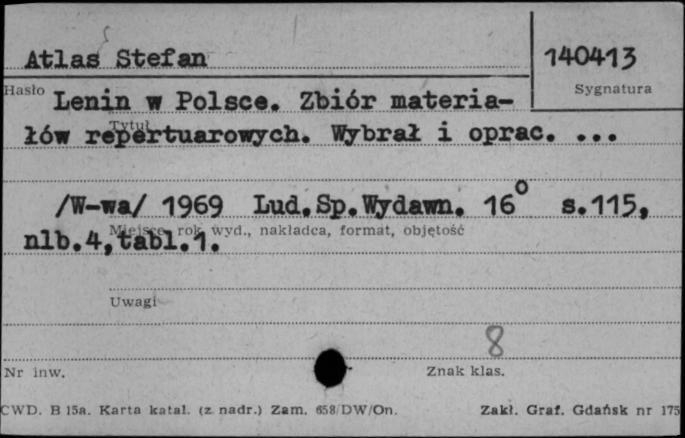 Atlas Stefan
140413
Hasło
Sygnatura
Lenin w Polsce. Zbiór materia-
Tytuł
łów repertuarowych. Wybrał i oprac. ...
/W-wa/ 1969 Lud.Sp.Wydawn. 16° s.115,
Miejsce, rok wyd., nakładca, format, objętość
nlb.4,tabl.1.
Uwagi
8
Nr inw.
Znak klas.
CWD. B 15a. Karta katal. (z nadr.) Zam. 658/DW/On.
Zakł. Graf. Gdańsk nr 175